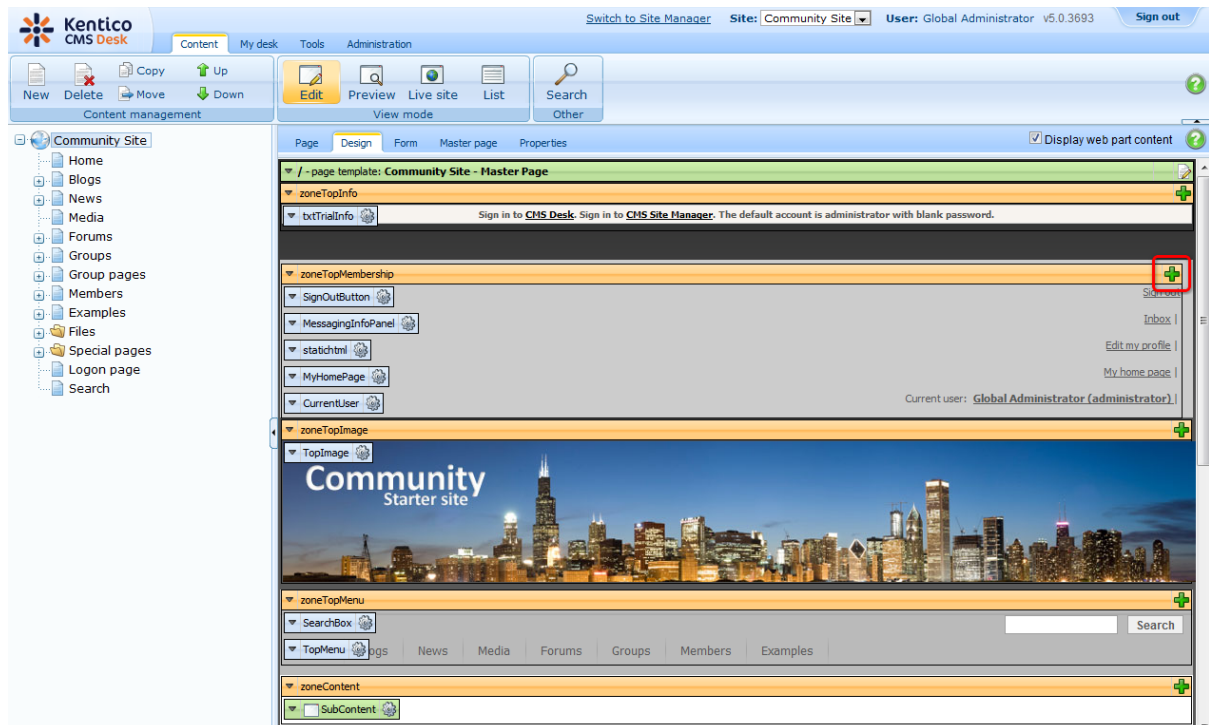 Kentico
CMS Desk
Switch to Site Manager Site: Community Site User: Global Administrator v5.0.3693 Sign out
Content My desk Tools Administration
New Delete Copy Move Up Down
Content management
Edit Preview Live site List
View mode
Search
Other
Community Site
Home
Blogs
News
Media
Forums
Groups
Group pages
Members
Examples
Files
Special pages
Logon page
Search
Page Design Form Master page Properties Display web part content
/ - page template: Community Site - Master Page
zoneTopInfo
txtTrialInfo Sign in to CMS Desk. Sign in to CMS Site Manager. The default account is administrator with blank password.
zoneTopMembership
SignOutButton Sign out
MessagingInfoPanel Inbox |
statichtml Edit my profile |
MyHomePage My home page |
CurrentUser Current user: Global Administrator (administrator) |
zoneTopImage
TopImage
Community
Starter site
zoneTopMenu
SearchBox Search
TopMenu ogs News Media Forums Groups Members Examples
zoneContent
SubContent